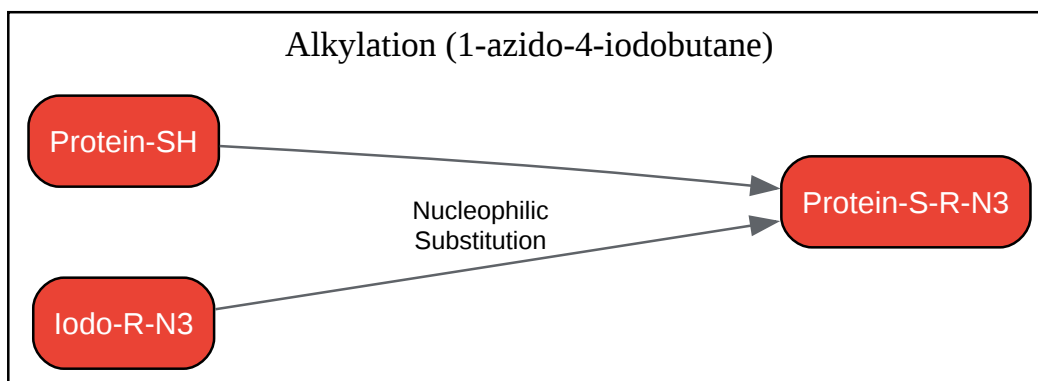 Alkylation (1-azido-4-iodobutane)
Protein-SH
Protein-S-R-N3
Nucleophilic
Substitution
Iodo-R-N3